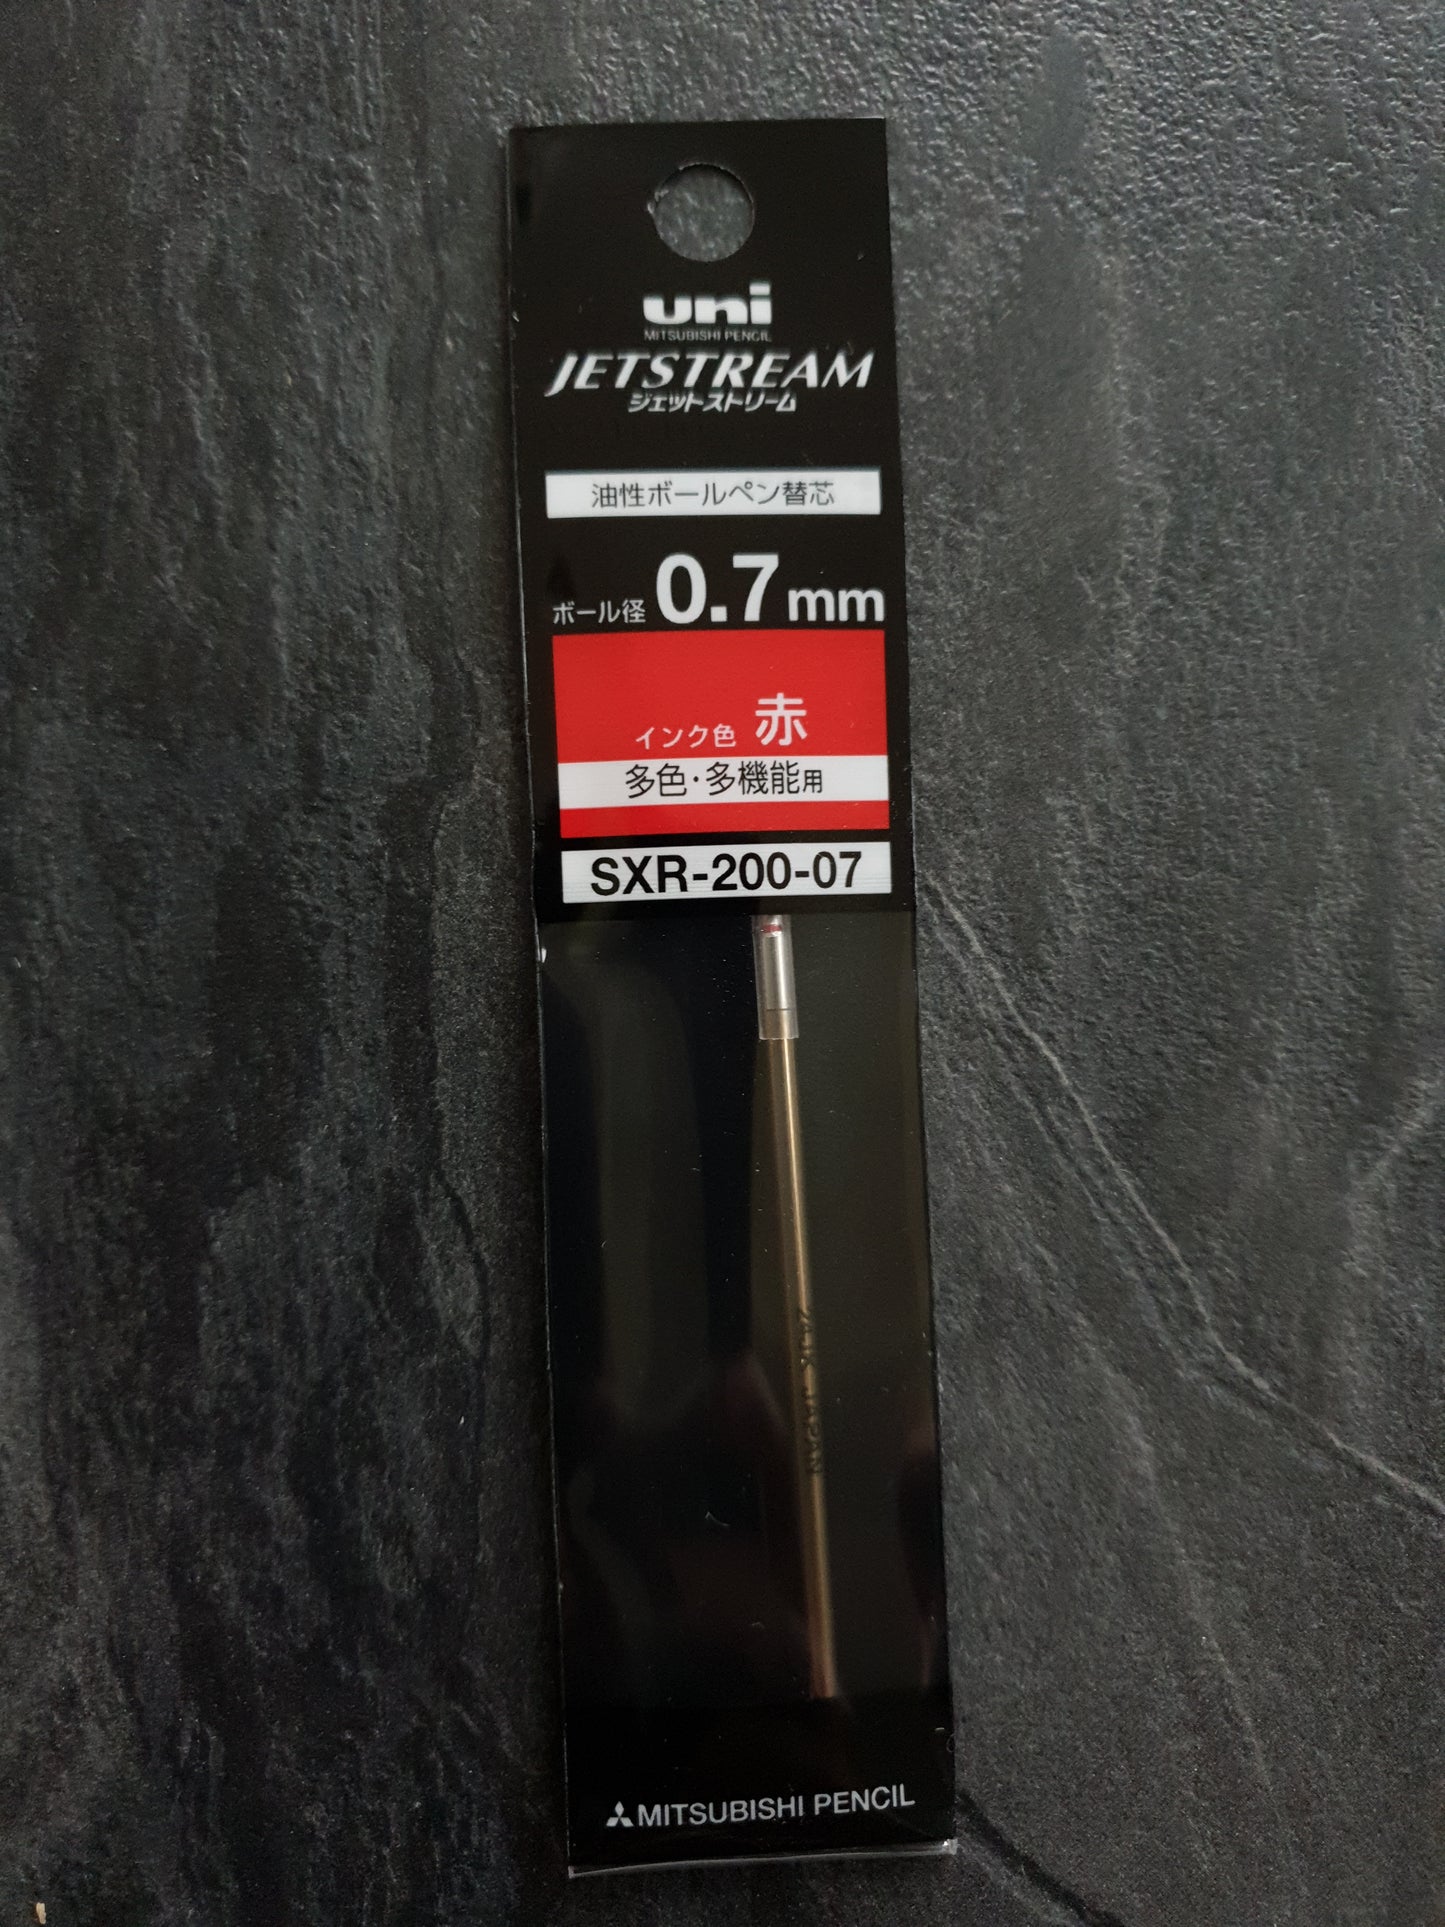 uni
MITSUBISHI PENCIL
JETSTREAM
ジェットストリーム
油性ボールペン替芯
ボール径 0.7mm
インク色 赤
多色・多機能用
SXR-200-07
JAPAN
MITSUBISHI PENCIL